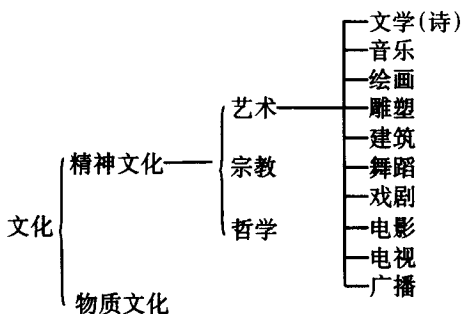 文学(诗)
音乐
绘画
艺术 雕塑
建筑
精神文化 宗教 舞蹈
戏剧
文化 哲学 电影
电视
广播
物质文化